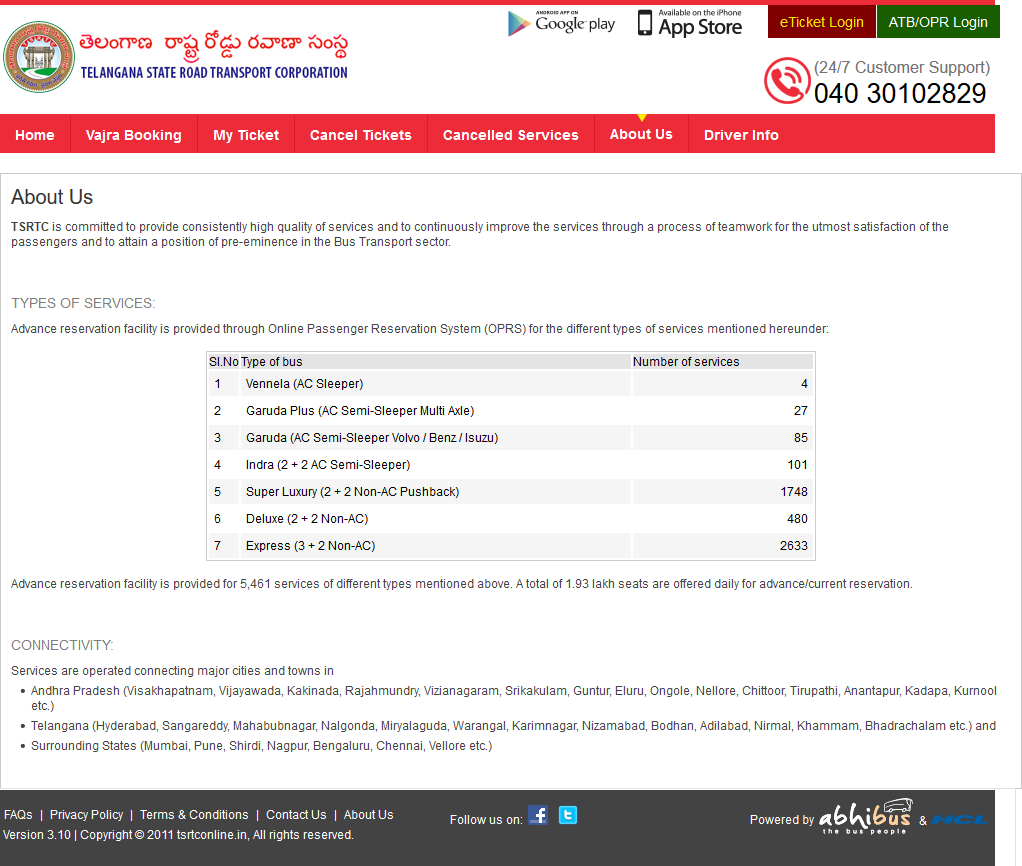 తెలంగాణ రాష్ట్ర రోడ్డు రవాణా సంస్థ
TELANGANA STATE ROAD TRANSPORT CORPORATION
ANDROID APP ON
Google play
Available on the iPhone
App Store
eTicket Login
ATB/OPR Login
(24/7 Customer Support)
040 30102829
Home Vajra Booking My Ticket Cancel Tickets Cancelled Services About Us Driver Info
About Us
TSRTC is committed to provide consistently high quality of services and to continuously improve the services through a process of teamwork for the utmost satisfaction of the
passengers and to attain a position of pre-eminence in the Bus Transport sector.
TYPES OF SERVICES:
Advance reservation facility is provided through Online Passenger Reservation System (OPRS) for the different types of services mentioned hereunder:
Sl.No Type of bus Number of services
1 Vennela (AC Sleeper) 4
2 Garuda Plus (AC Semi-Sleeper Multi Axle) 27
3 Garuda (AC Semi-Sleeper Volvo / Benz / Isuzu) 85
4 Indra (2 + 2 AC Semi-Sleeper) 101
5 Super Luxury (2 + 2 Non-AC Pushback) 1748
6 Deluxe (2 + 2 Non-AC) 480
7 Express (3 + 2 Non-AC) 2633
Advance reservation facility is provided for 5,461 services of different types mentioned above. A total of 1.93 lakh seats are offered daily for advance/current reservation.
CONNECTIVITY:
Services are operated connecting major cities and towns in
• Andhra Pradesh (Visakhapatnam, Vijayawada, Kakinada, Rajahmundry, Vizianagaram, Srikakulam, Guntur, Eluru, Ongole, Nellore, Chittoor, Tirupathi, Anantapur, Kadapa, Kurnool
etc.)
• Telangana (Hyderabad, Sangareddy, Mahabubnagar, Nalgonda, Miryalaguda, Warangal, Karimnagar, Nizamabad, Bodhan, Adilabad, Nirmal, Khammam, Bhadrachalam etc.) and
• Surrounding States (Mumbai, Pune, Shirdi, Nagpur, Bengaluru, Chennai, Vellore etc.)
FAQs | Privacy Policy | Terms & Conditions | Contact Us | About Us
Version 3.10 | Copyright © 2011 tsrtconline.in, All rights reserved.
Follow us on:
Powered by abhibus & HCL
the bus people